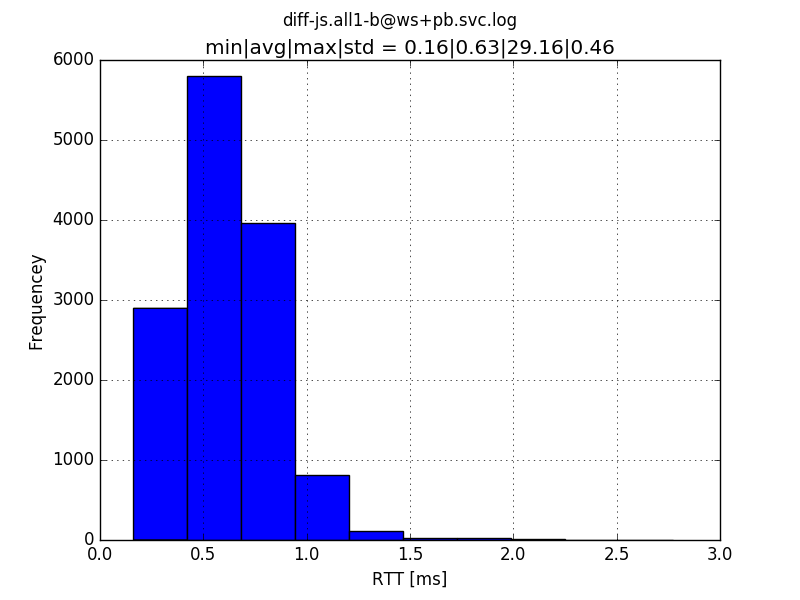 diff-js.all1-b@ws+pb.svc.log
min|avg|max|std = 0.16|0.63|29.16|0.46
6000
5000
4000
3000
2000
1000
0
Frequencey
0.0 0.5 1.0 1.5 2.0 2.5 3.0
RTT [ms]